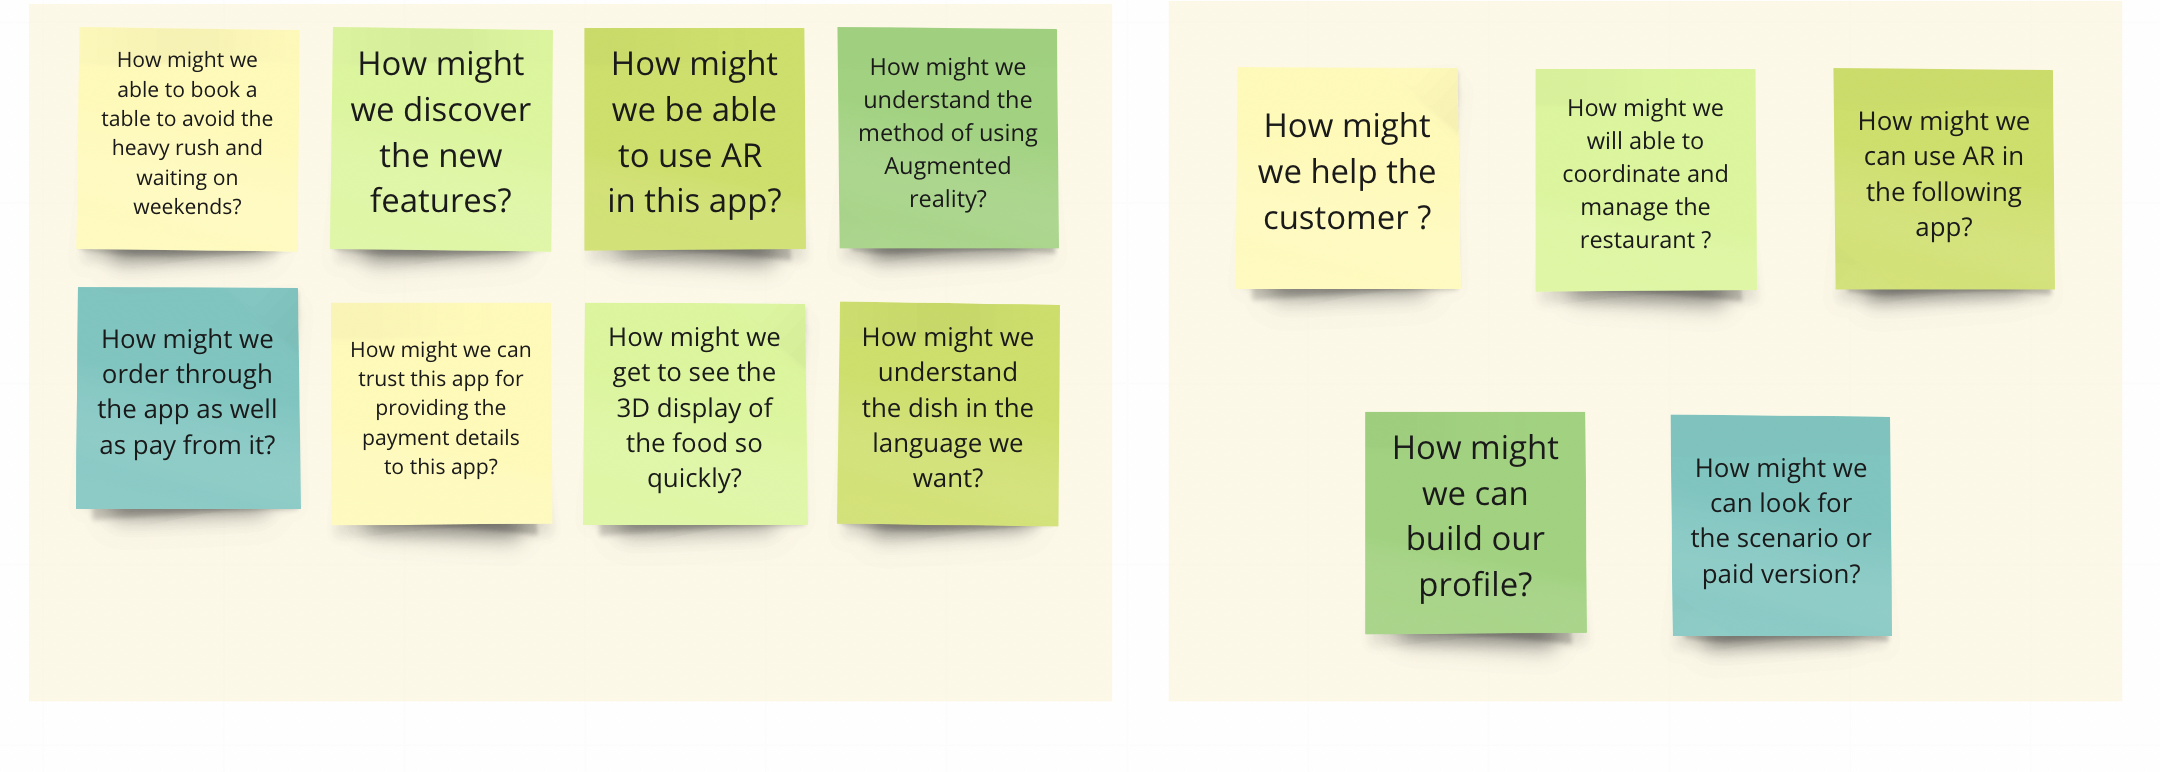 How might we
able to book a
table to avoid the
heavy rush and
waiting on
weekends?
How might
we discover
the new
features?
How might
we be able
to use AR
in this app?
How might we
understand the
method of using
Augmented
reality?
How might we
order through
the app as well
as pay from it?
How might we can
trust this app for
providing the
payment details
to this app?
How might we
get to see the
3D display of
the food so
quickly?
How might we
understand
the dish in the
language we
want?
How might
we help the
customer ?
How might we
will able to
coordinate and
manage the
restaurant ?
How might we
can use AR in
the following
app?
How might
we can
build our
profile?
How might we
can look for
the scenario or
paid version?